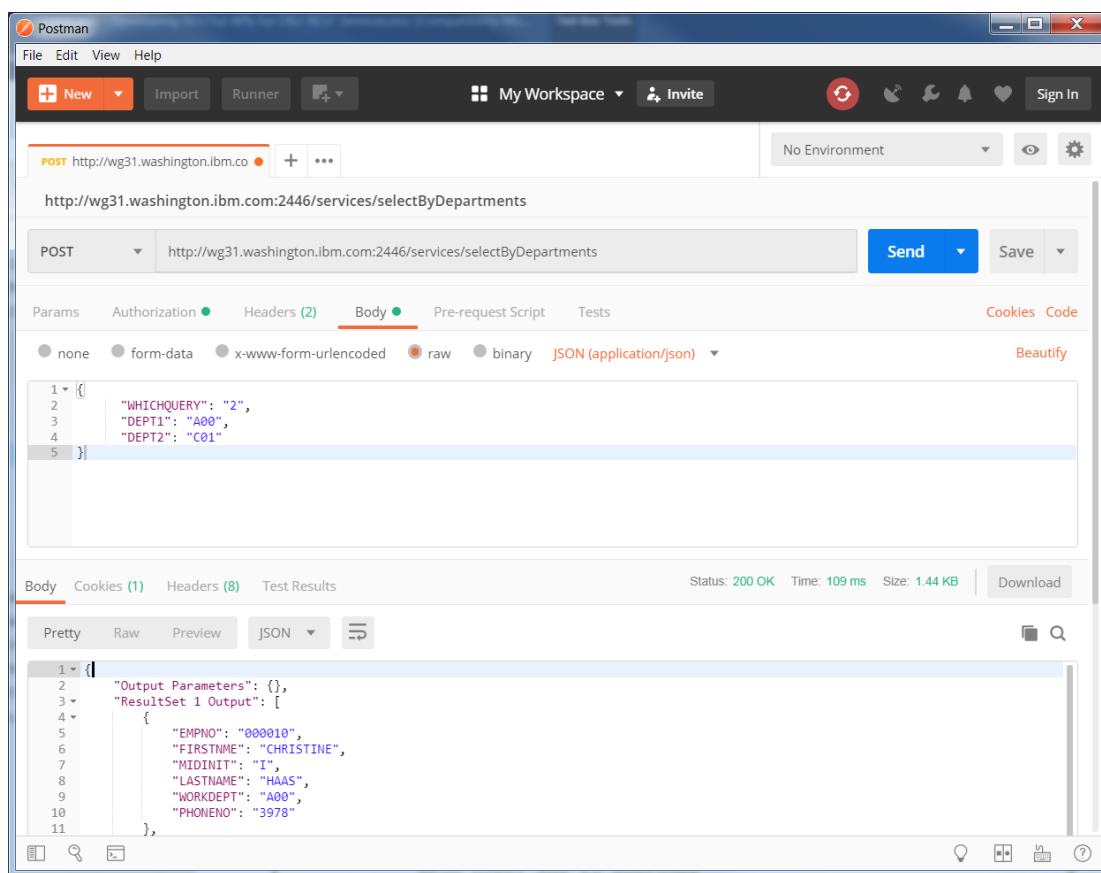 Postman
File Edit View Help
New Import Runner My Workspace Invite Sign In
POST http://wg31.washington.ibm.co No Environment
http://wg31.washington.ibm.com:2446/services/selectByDepartments
POST http://wg31.washington.ibm.com:2446/services/selectByDepartments Send Save
Params Authorization Headers (2) Body Pre-request Script Tests Cookies Code
none form-data x-www-form-urlencoded raw binary JSON (application/json) Beautify
1 {
2 "WHICHQUERY": "2",
3 "DEPT1": "A00",
4 "DEPT2": "C01"
5 }
Body Cookies (1) Headers (8) Test Results Status: 200 OK Time: 109 ms Size: 1.44 KB Download
Pretty Raw Preview JSON
1 {
2 "Output Parameters": {},
3 "ResultSet 1 Output": [
4 {
5 "EMPNO": "000010",
6 "FIRSTNME": "CHRISTINE",
7 "MIDINIT": "I",
8 "LASTNAME": "HAAS",
9 "WORKDEPT": "A00",
10 "PHONENO": "3978"
11 },